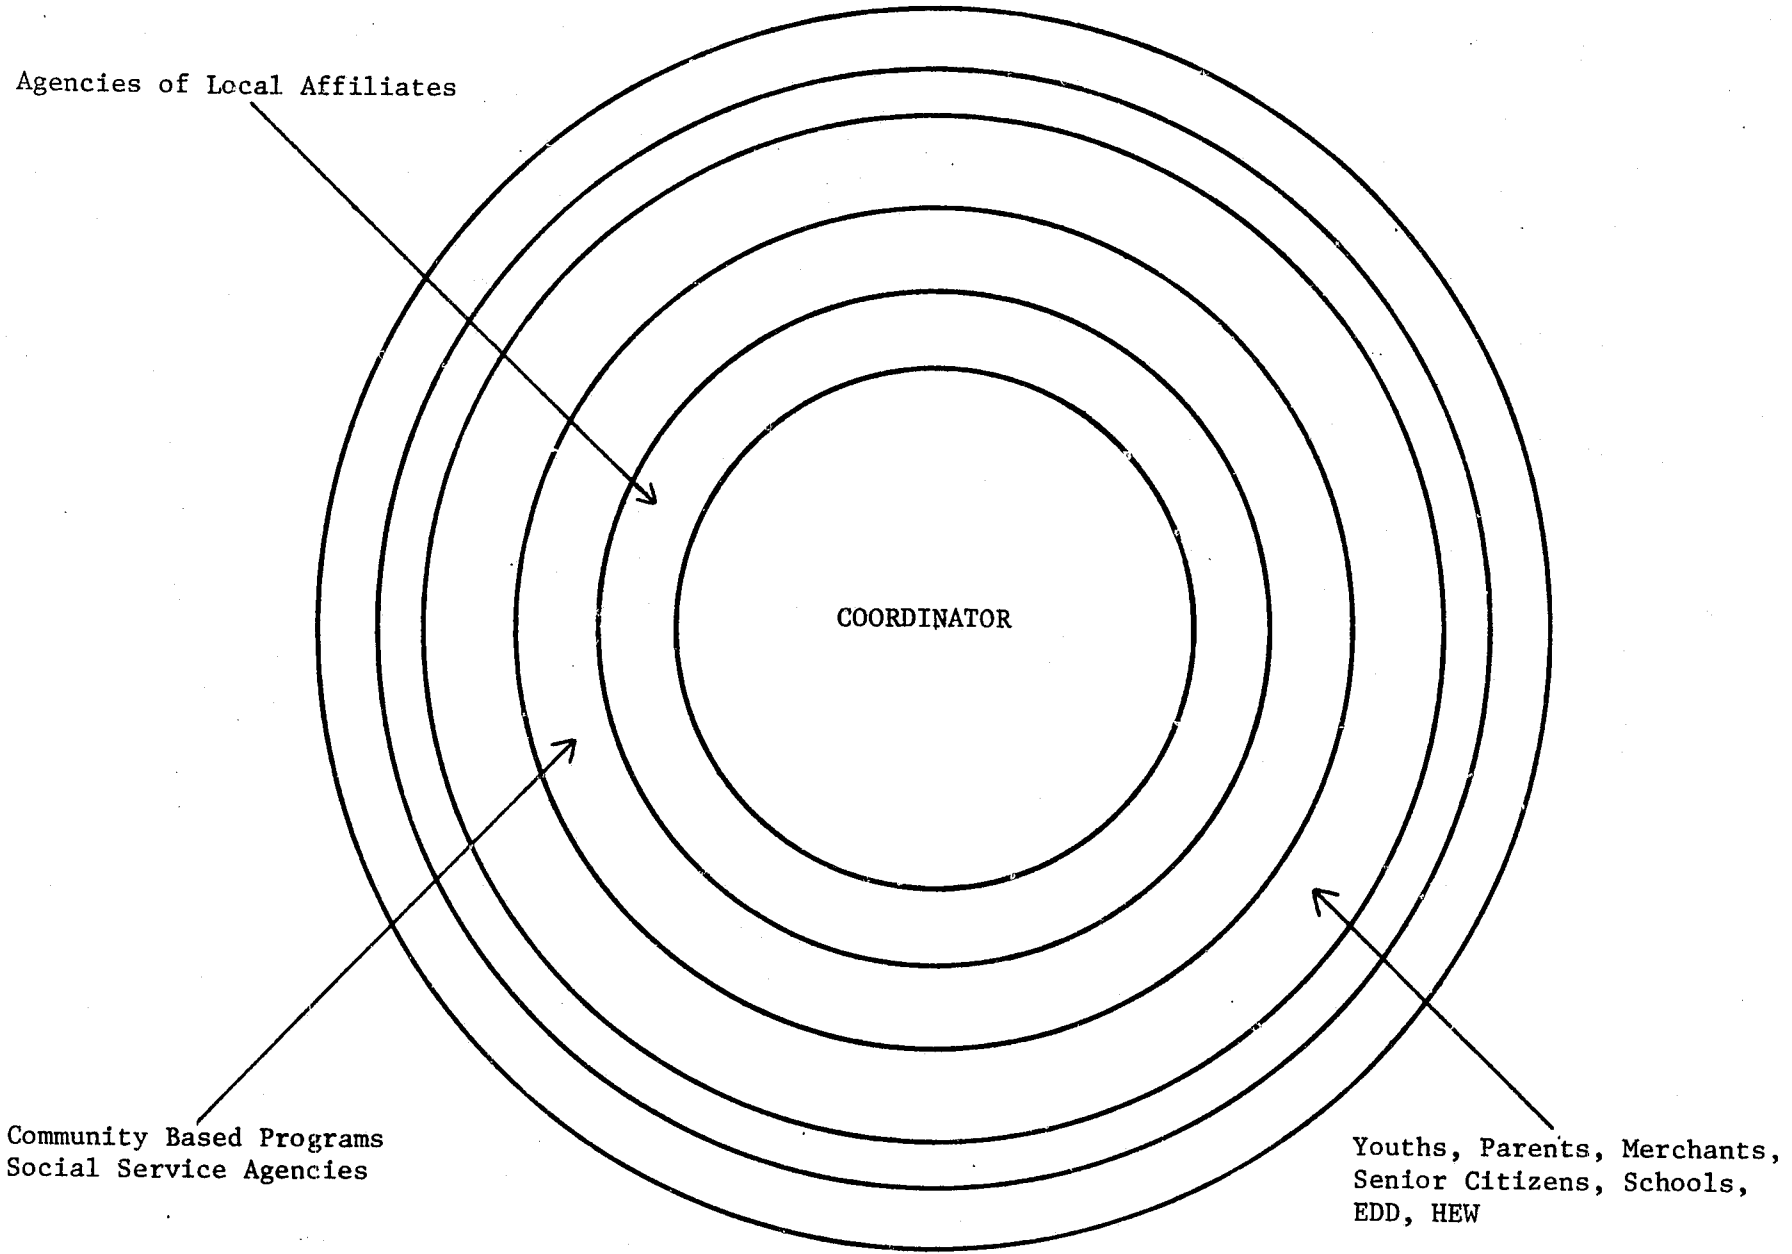 Agencies of Local Affiliates
COORDINATOR
Community Based Programs
Social Service Agencies
Youths, Parents, Merchants,
Senior Citizens, Schools,
EDD, HEW